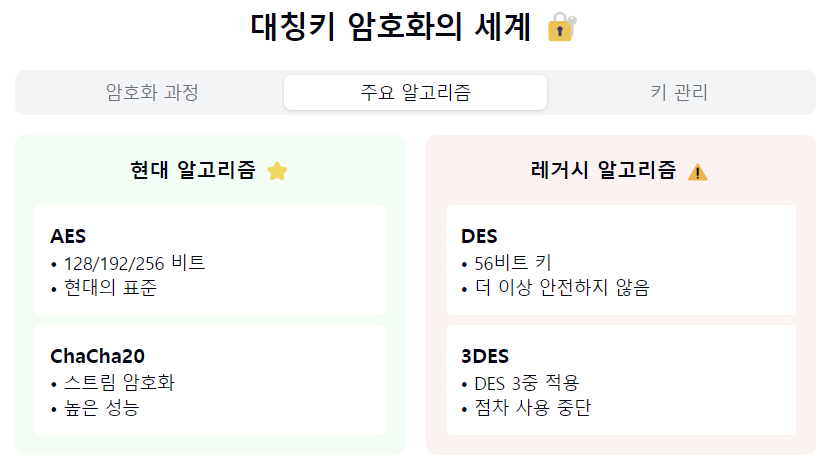 대칭키 암호화의 세계 🔐
암호화 과정
주요 알고리즘
키 관리
현대 알고리즘 ⭐
AES
• 128/192/256 비트
• 현대의 표준
ChaCha20
• 스트림 암호화
• 높은 성능
레거시 알고리즘 ⚠️
DES
• 56비트 키
• 더 이상 안전하지 않음
3DES
• DES 3중 적용
• 점차 사용 중단